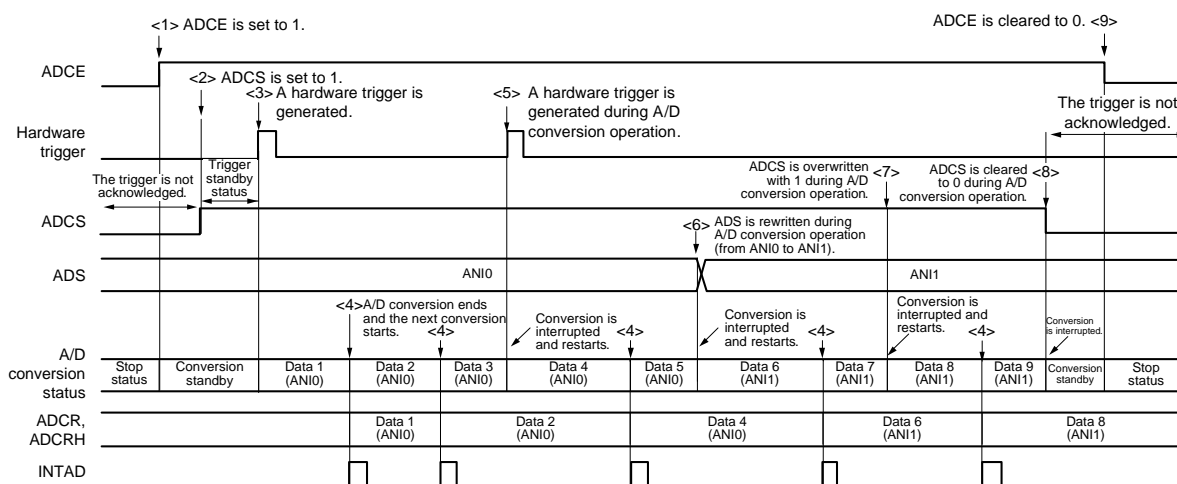 <1> ADCE is set to 1.
ADCE is cleared to 0. <9>
ADCE
<2> ADCS is set to 1.
<3> A hardware trigger is
generated.
<5> A hardware trigger is
generated during A/D
conversion operation.
The trigger is not
acknowledged.
Hardware
trigger
The trigger is not
acknowledged.
Trigger
standby
status
ADCS is overwritten
with 1 during A/D
conversion operation.
<7>
ADCS is cleared
to 0 during A/D
conversion operation.
<8>
ADCS
<6> ADS is rewritten during
A/D conversion operation
(from ANI0 to ANI1).
ADS
ANI0
ANI1
<4> A/D conversion ends
and the next conversion
starts.
<4>
Conversion is
interrupted
and restarts.
<4>
Conversion is
interrupted
and restarts.
<4>
Conversion is
interrupted and
restarts.
<4>
Conversion
is interrupted.
A/D
conversion
status
Stop
status
Conversion
standby
Data 1
(ANI0)
Data 2
(ANI0)
Data 3
(ANI0)
Data 4
(ANI0)
Data 5
(ANI0)
Data 6
(ANI1)
Data 7
(ANI1)
Data 8
(ANI1)
Data 9
(ANI1)
Conversion
standby
Stop
status
ADCR,
ADCRH
Data 1
(ANI0)
Data 2
(ANI0)
Data 4
(ANI0)
Data 6
(ANI1)
Data 8
(ANI1)
INTAD